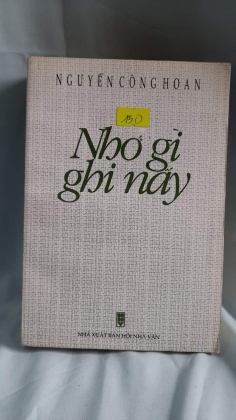 NGUYỄN CÔNG HOAN
150
Nhớ gì
ghi nấy
NHÀ XUẤT BẢN HỘI NHÀ VĂN